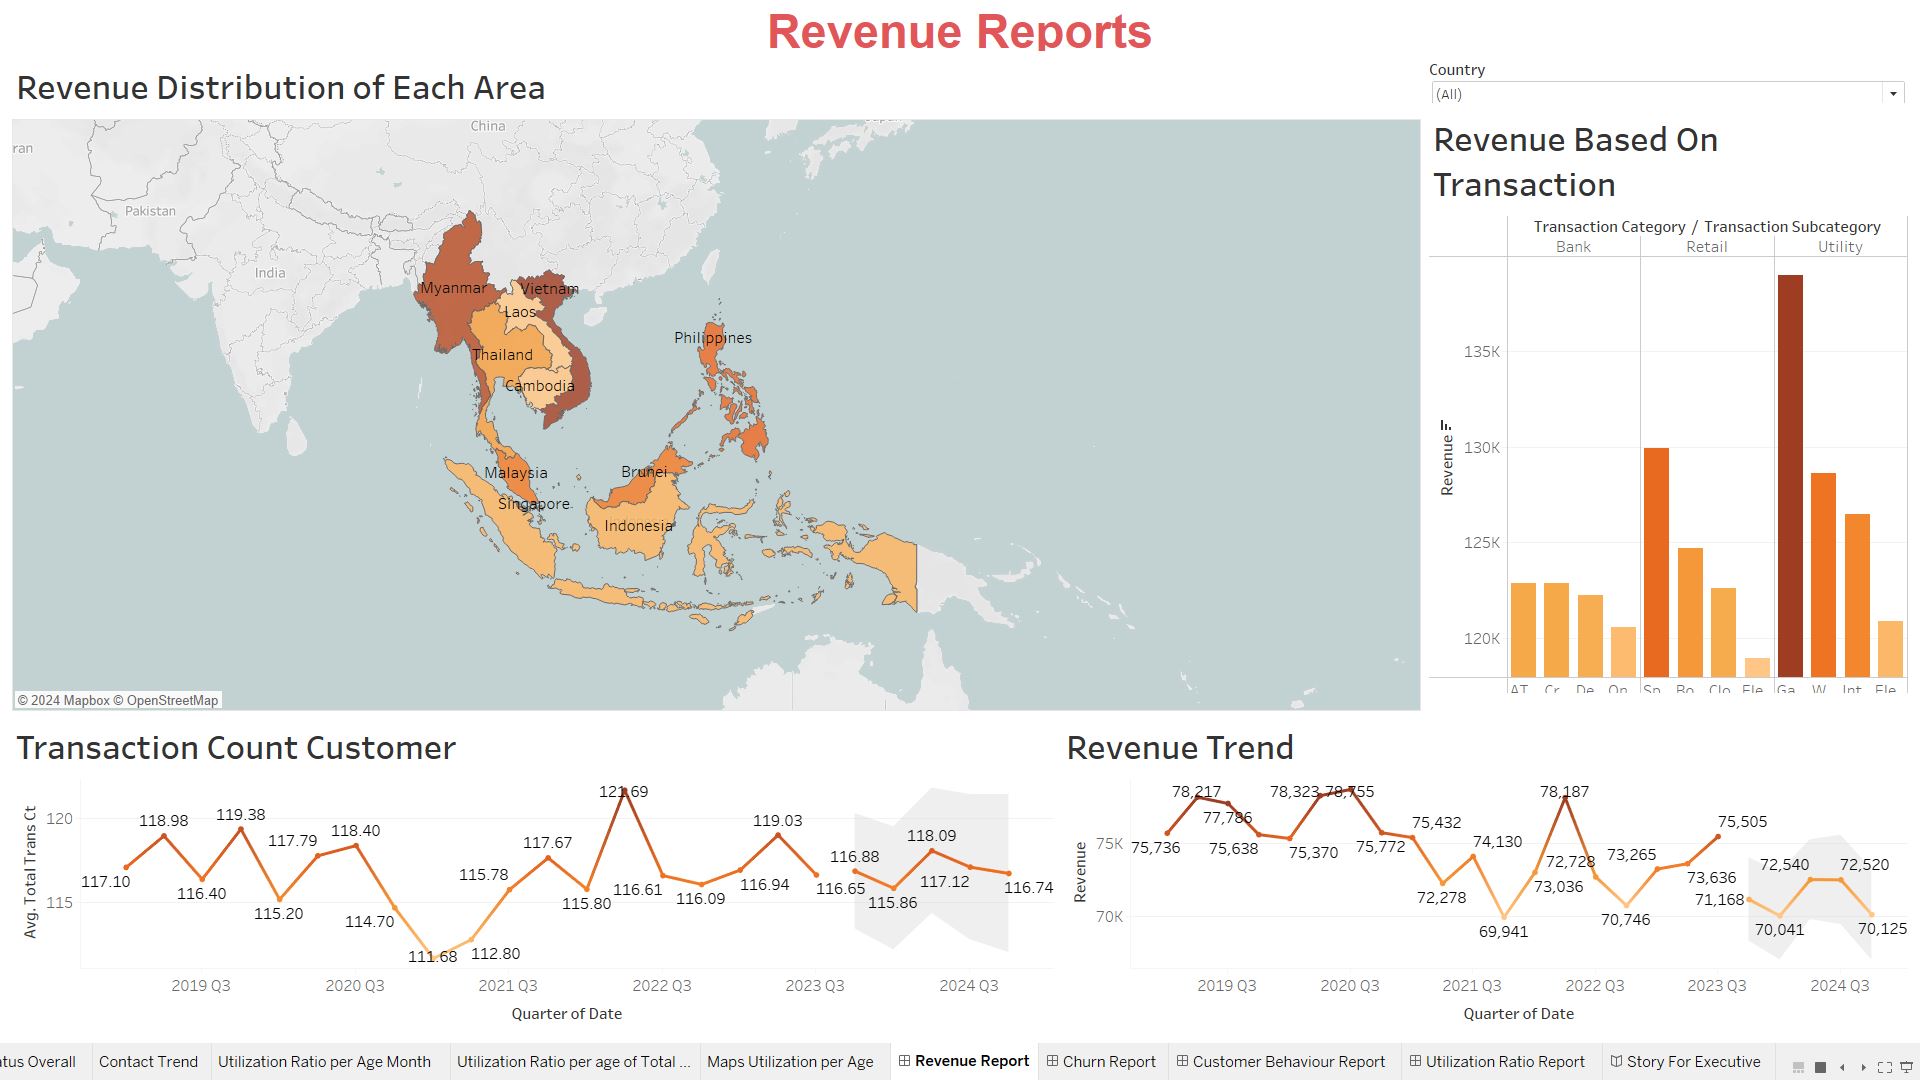 Revenue Reports
Revenue Distribution of Each Area
Country
(All)
China
ran
Pakistan
India
Myanmar
Vietnam
Laos
Thailand
Cambodia
Philippines
Malaysia
Brunei
Singapore
Indonesia
© 2024 Mapbox © OpenStreetMap
Revenue Based On
Transaction
Transaction Category / Transaction Subcategory
Bank Retail Utility
Revenue
135K
130K
125K
120K
AT.. Cr.. De.. On.. Sp.. Bo.. Clo.. Ele.. Ga.. W.. Int.. Ele..
Transaction Count Customer
Avg. Total Trans Ct
120
115
117.10
118.98
116.40
119.38
115.20
117.79
118.40
114.70
111.68
112.80
115.78
117.67
115.80
121.69
116.61
116.09
116.94
119.03
116.65
116.88
115.86
118.09
117.12
116.74
2019 Q3 2020 Q3 2021 Q3 2022 Q3 2023 Q3 2024 Q3
Quarter of Date
Revenue Trend
Revenue
75K
70K
75,736
78,217
77,786
75,638
75,370
78,323
78,755
75,772
75,432
72,278
74,130
69,941
73,036
78,187
72,728
70,746
73,265
73,636
75,505
71,168
70,041
72,540
72,520
70,125
2019 Q3 2020 Q3 2021 Q3 2022 Q3 2023 Q3 2024 Q3
Quarter of Date
tus Overall
Contact Trend
Utilization Ratio per Age Month
Utilization Ratio per age of Total ...
Maps Utilization per Age
Revenue Report
Churn Report
Customer Behaviour Report
Utilization Ratio Report
Story For Executive